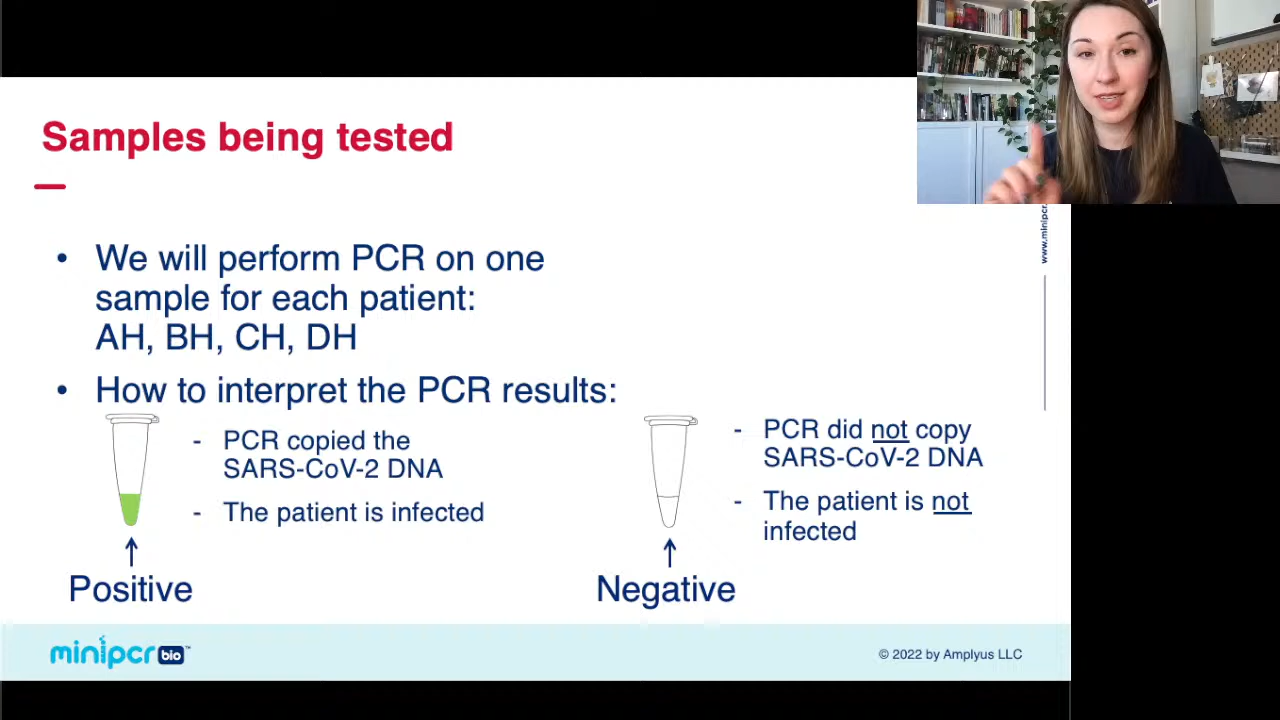 Samples being tested
www.minipcr.
• We will perform PCR on one
sample for each patient:
AH, BH, CH, DH
• How to interpret the PCR results:
- PCR copied the
SARS-CoV-2 DNA
- The patient is infected
Positive
- PCR did not copy
SARS-CoV-2 DNA
- The patient is not
infected
Negative
minipcr bio™
© 2022 by Amplyus LLC